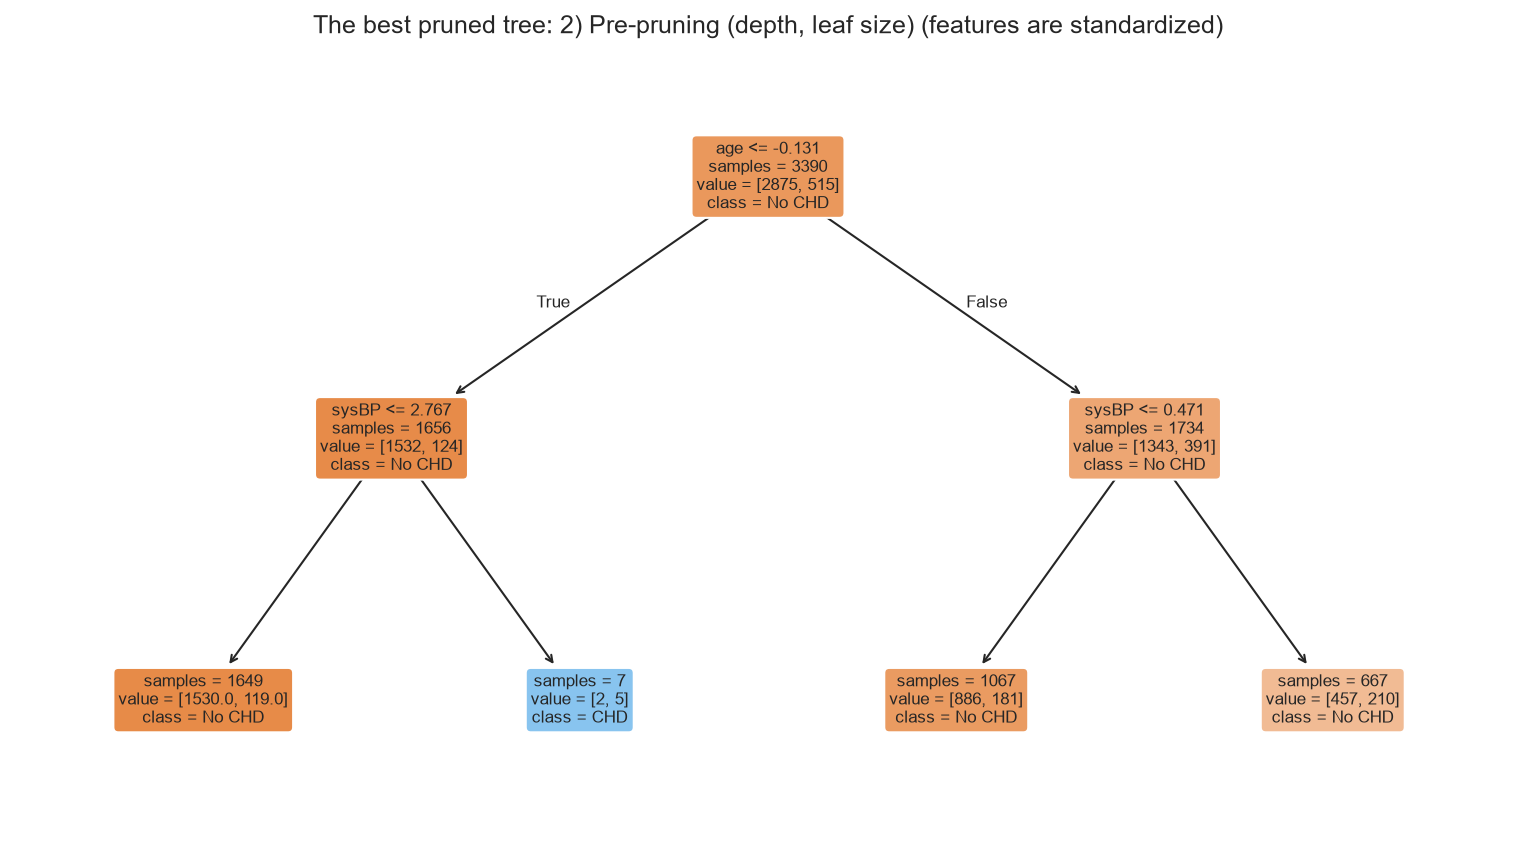 The best pruned tree: 2) Pre-pruning (depth, leaf size) (features are standardized)
age <= -0.131
samples = 3390
value = [2875, 515]
class = No CHD
True
False
sysBP <= 2.767
samples = 1656
value = [1532, 124]
class = No CHD
sysBP <= 0.471
samples = 1734
value = [1343, 391]
class = No CHD
samples = 1649
value = [1530.0, 119.0]
class = No CHD
samples = 7
value = [2, 5]
class = CHD
samples = 1067
value = [886, 181]
class = No CHD
samples = 667
value = [457, 210]
class = No CHD